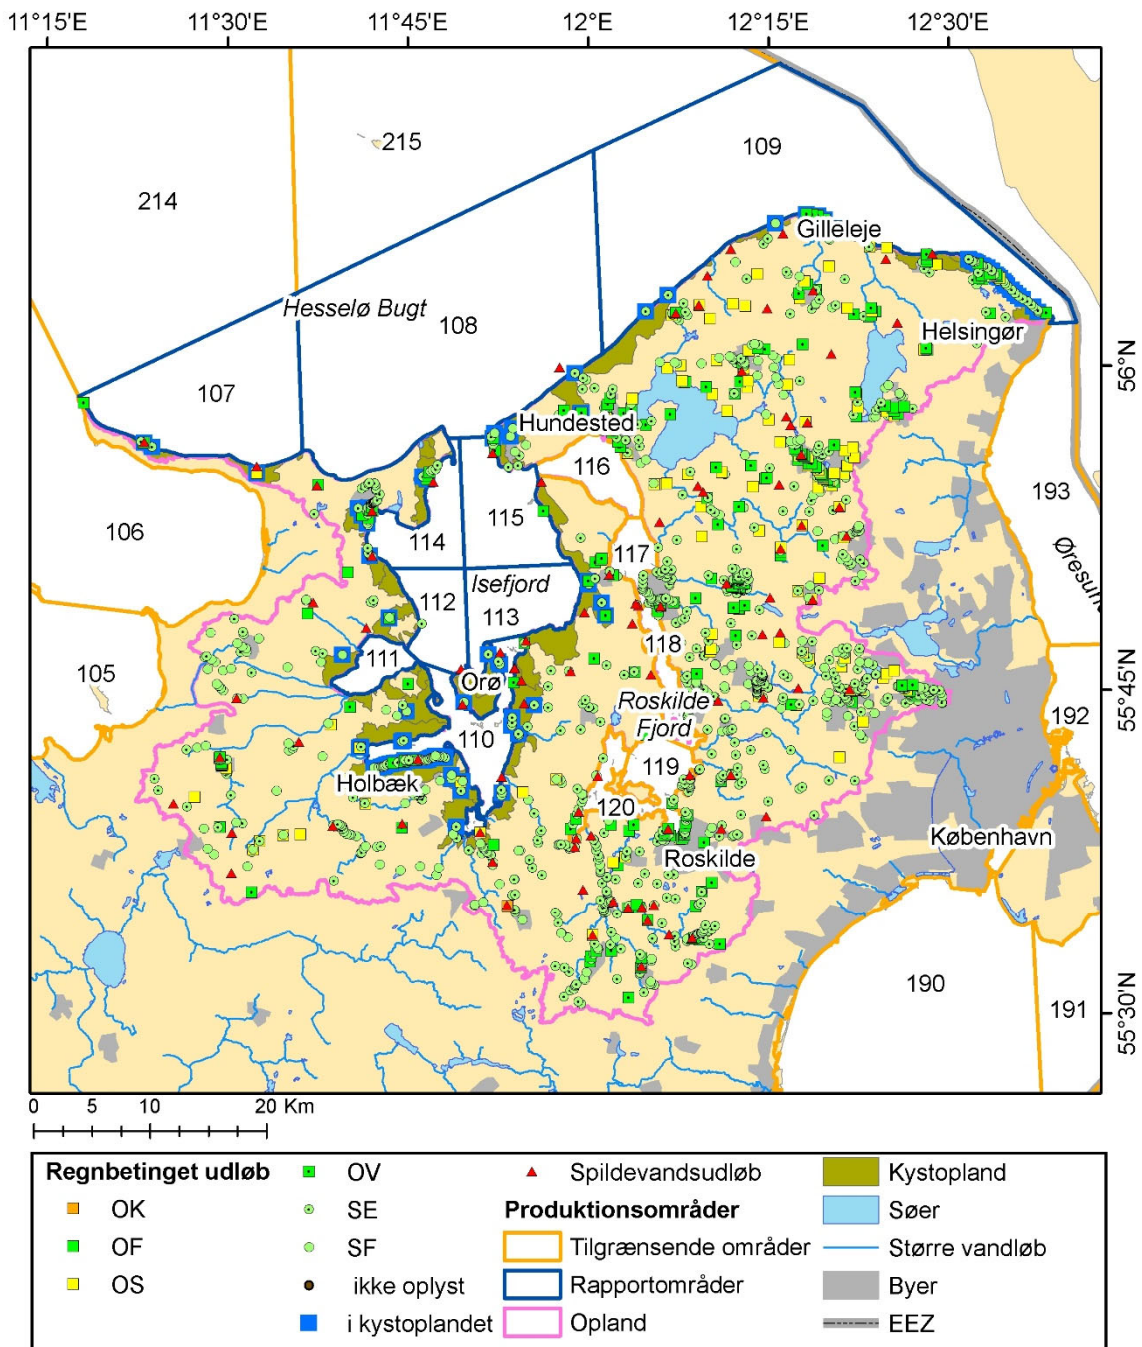 11°15'E 11°30'E 11°45'E 12°E 12°15'E 12°30'E
215
109
214
Gilleleje
Hesselø Bugt
108
Helsingør
56°N
107
Hundested
116
193
115
106
114
117
Øresund
Isefjord
112
113
118
111
105
Orø
55°45'N
Roskilde
Fjord
192
110
119
Holbæk
120
København
Roskilde
190
191
55°30'N
0 5 10 20 Km
Regnbetinget udløb
OK
OF
OS
OV
SE
SF
ikke oplyst
i kystoplandet
Spildevandsudløb
Produktionsområder
Tilgrænsende områder
Rapportområder
Opland
Kystopland
Søer
Større vandløb
Byer
EEZ